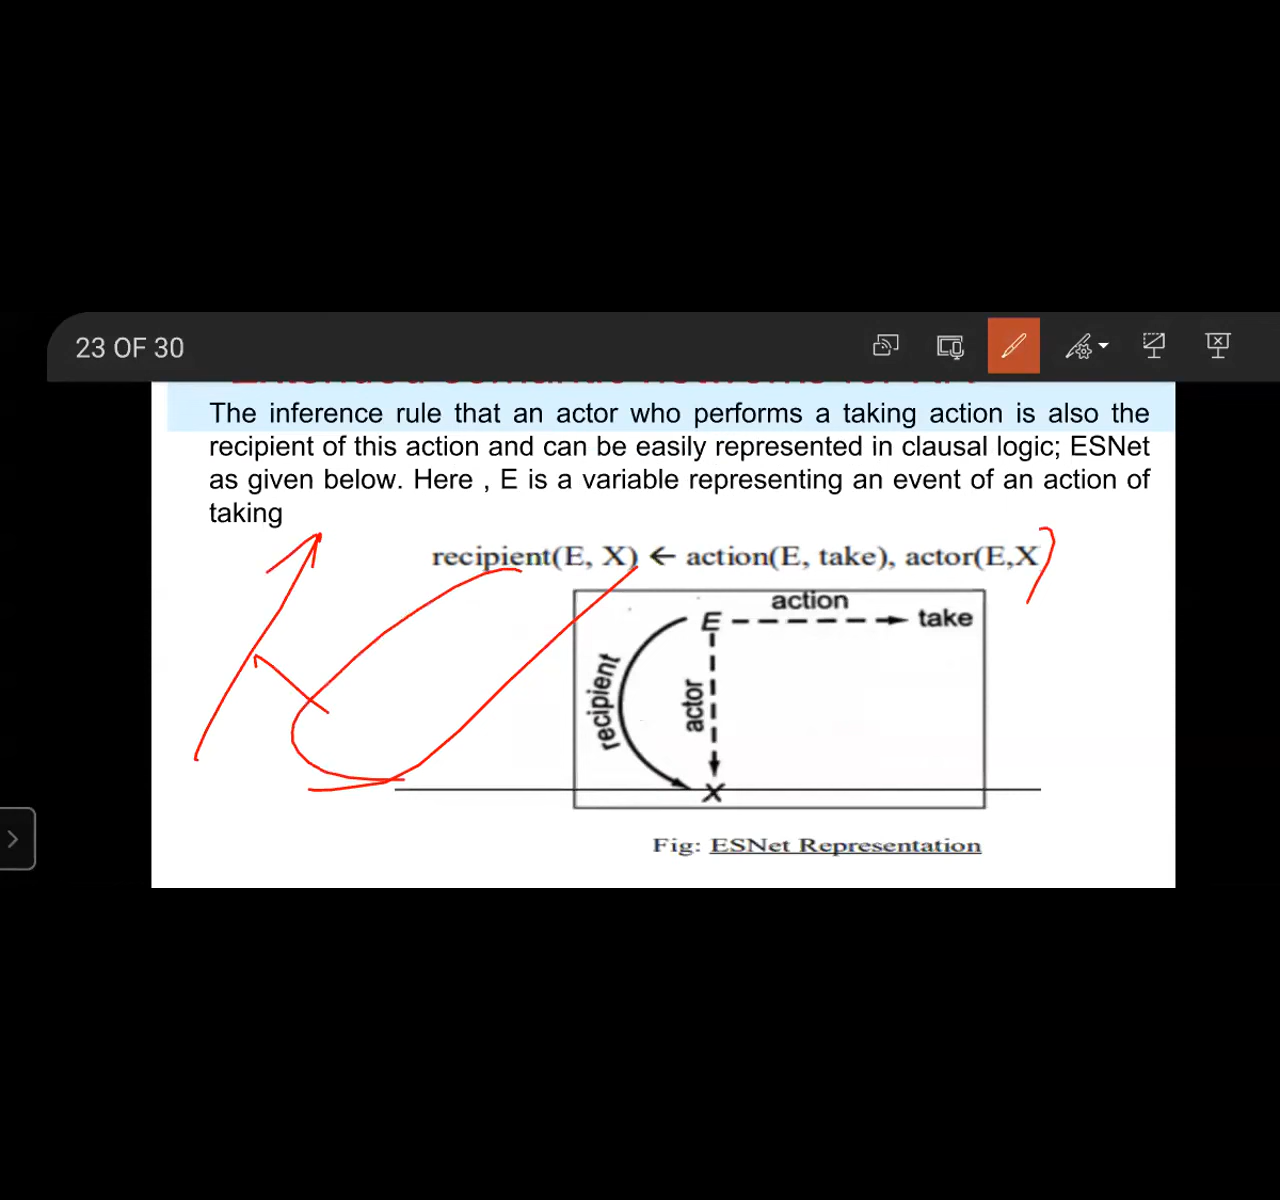 23 OF 30
The inference rule that an actor who performs a taking action is also the
recipient of this action and can be easily represented in clausal logic; ESNet
as given below. Here , E is a variable representing an event of an action of
taking
recipient(E, X) ← action(E, take), actor(E,X)
action
E
take
recipient
actor
X
Fig: ESNet Representation